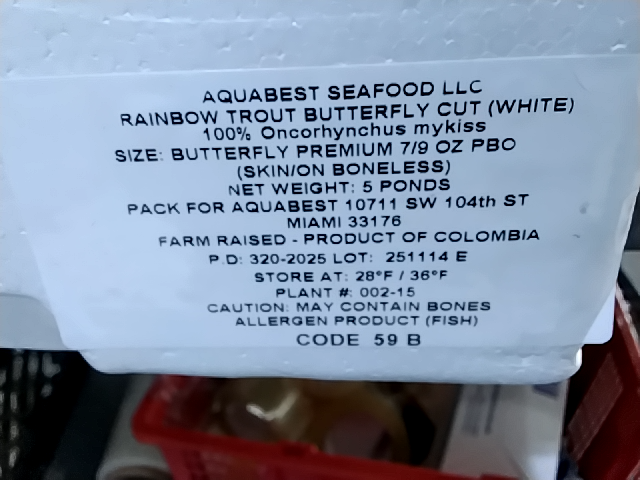 AQUABEST SEAFOOD LLC
RAINBOW TROUT BUTTERFLY CUT (WHITE)
100% Oncorhynchus mykiss
SIZE: BUTTERFLY PREMIUM 7/9 OZ PBO
(SKIN/ON BONELESS)
NET WEIGHT: 5 PONDS
PACK FOR AQUABEST 10711 SW 104th ST
MIAMI 33176
FARM RAISED - PRODUCT OF COLOMBIA
P.D: 320-2025 LOT: 251114 E
STORE AT: 28°F / 36°F
PLANT #: 002-15
CAUTION: MAY CONTAIN BONES
ALLERGEN PRODUCT (FISH)
CODE 59 B